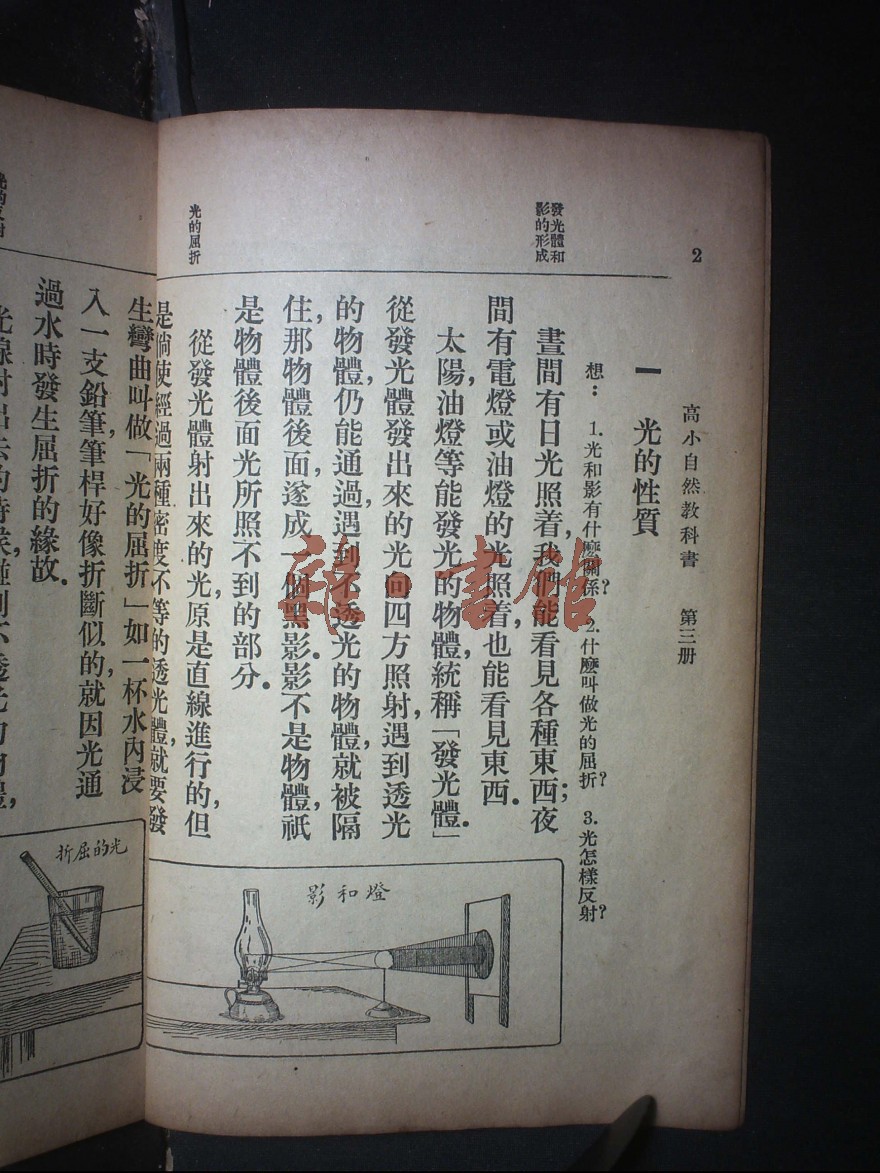 2
高小自然教科書　第三册
一　光的性質
想：　1.光和影有什麼關係？　2.什麼叫做光的屈折？　3.光怎樣反射？
發光體和
影的形成
晝間有日光照着，我們能看見各種東西；夜
間有電燈或油燈的光照着，也能看見東西．
太陽，油燈等能發光的物體，統稱「發光體．」
從發光體發出來的光向四方照射，遇到透光
的物體，仍能通過，遇到不透光的物體，就被隔
住，那物體後面，遂成一個黑影．影不是物體，祇
是物體後面光所照不到的部分．
光的屈折
從發光體射出來的光，原是直線進行的，但
是倘使經過兩種密度不等的透光體，就要發
生彎曲，叫做「光的屈折」如一杯水內浸
入一支鉛筆，筆桿好像折斷似的，就因光通
過水時發生屈折的緣故．
燈和影
光的屈折
龍·書店